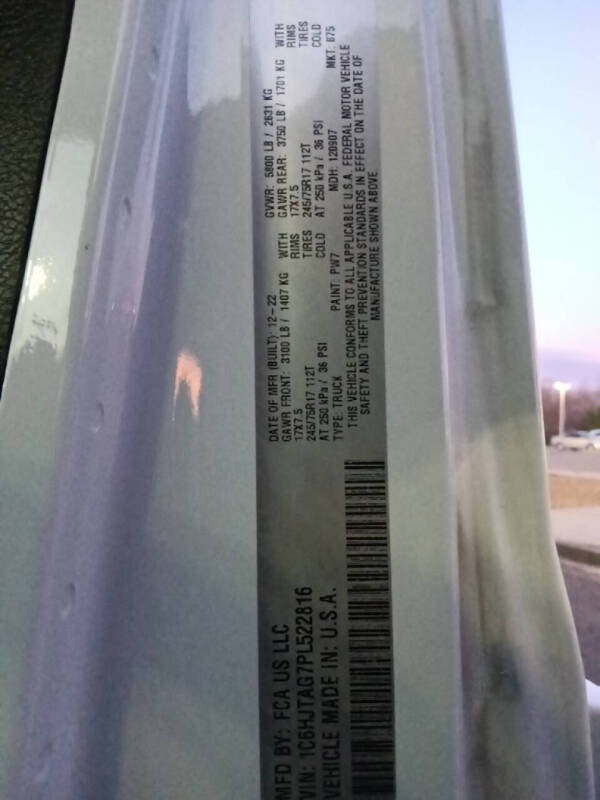 MFD BY: FCA US LLC
VIN: 1C6HJTAG7PL522816
VEHICLE MADE IN: U.S.A.
DATE OF MFR (BUILT): 12-22 GVWR: 5800 LB / 2631 KG
GAWR FRONT: 3100 LB / 1407 KG WITH GAWR REAR: 3750 LB / 1701 KG WITH
17X7.5 RIMS 17X7.5 RIMS
245/75R17 112T TIRES 245/75R17 112T TIRES
AT 250 kPa / 36 PSI COLD AT 250 kPa / 36 PSI COLD
TYPE: TRUCK PAINT: PW7 MDH: 120907 MKT: B75
THIS VEHICLE CONFORMS TO ALL APPLICABLE U.S.A. FEDERAL MOTOR VEHICLE
SAFETY AND THEFT PREVENTION STANDARDS IN EFFECT ON THE DATE OF
MANUFACTURE SHOWN ABOVE